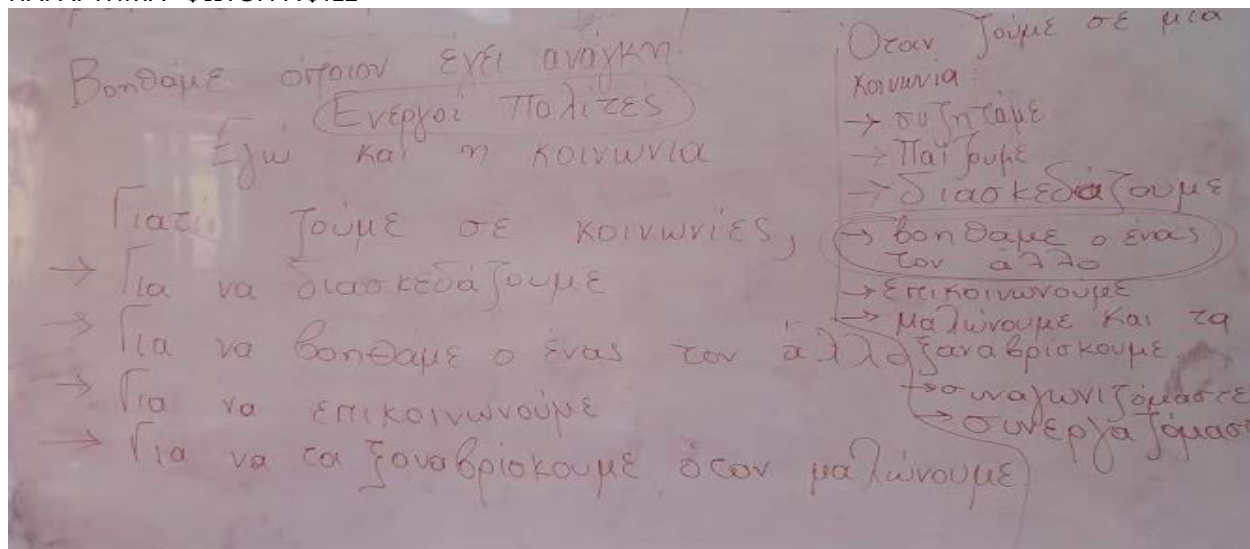 Βοηθάμε όποιον έχει ανάγκη!
Ενεργοί Πολίτες
Εγώ και η κοινωνία
Γιατί ζούμε σε κοινωνίες;
→ Για να διασκεδάζουμε
→ Για να βοηθάμε ο ένας τον άλλο
→ Για να επικοινωνούμε
→ Για να τα ξαναβρίσκουμε όταν μαλώνουμε
Όταν ζούμε σε μια
κοινωνία:
→ συζητάμε
→ Παίζουμε
→ διασκεδάζουμε
→ βοηθάμε ο ένας
τον άλλο
→ επικοινωνούμε
→ μαλώνουμε και τα
ξαναβρίσκουμε
→ συναγωνιζόμαστε
→ συνεργαζόμαστ